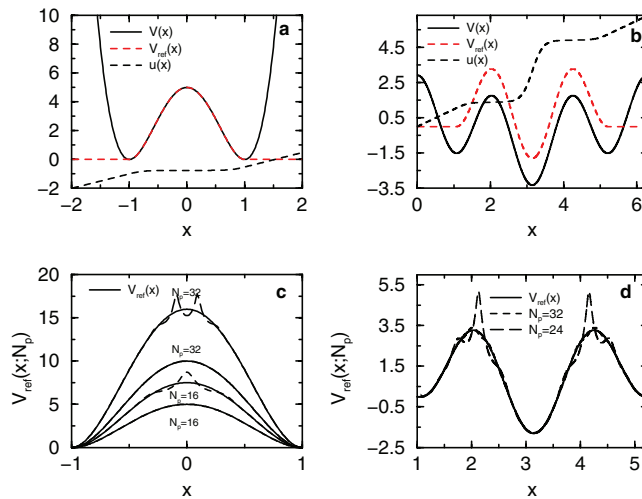 10
8
6
4
2
0
−2
−2
−1
0
1
2
x
V(x)
V_ref(x)
u(x)
a
5.5
2.5
−0.5
−3.5
0
1
2
3
4
5
6
x
V(x)
V_ref(x)
u(x)
b
V_ref(x;N_p)
20
15
10
5
0
−1
0
1
x
V_ref(x)
c
N_p=32
N_p=32
N_p=16
N_p=16
V_ref(x;N_p)
5.5
3.5
1.5
−0.5
−2.5
1
2
3
4
5
x
V_ref(x)
N_p=32
N_p=24
d